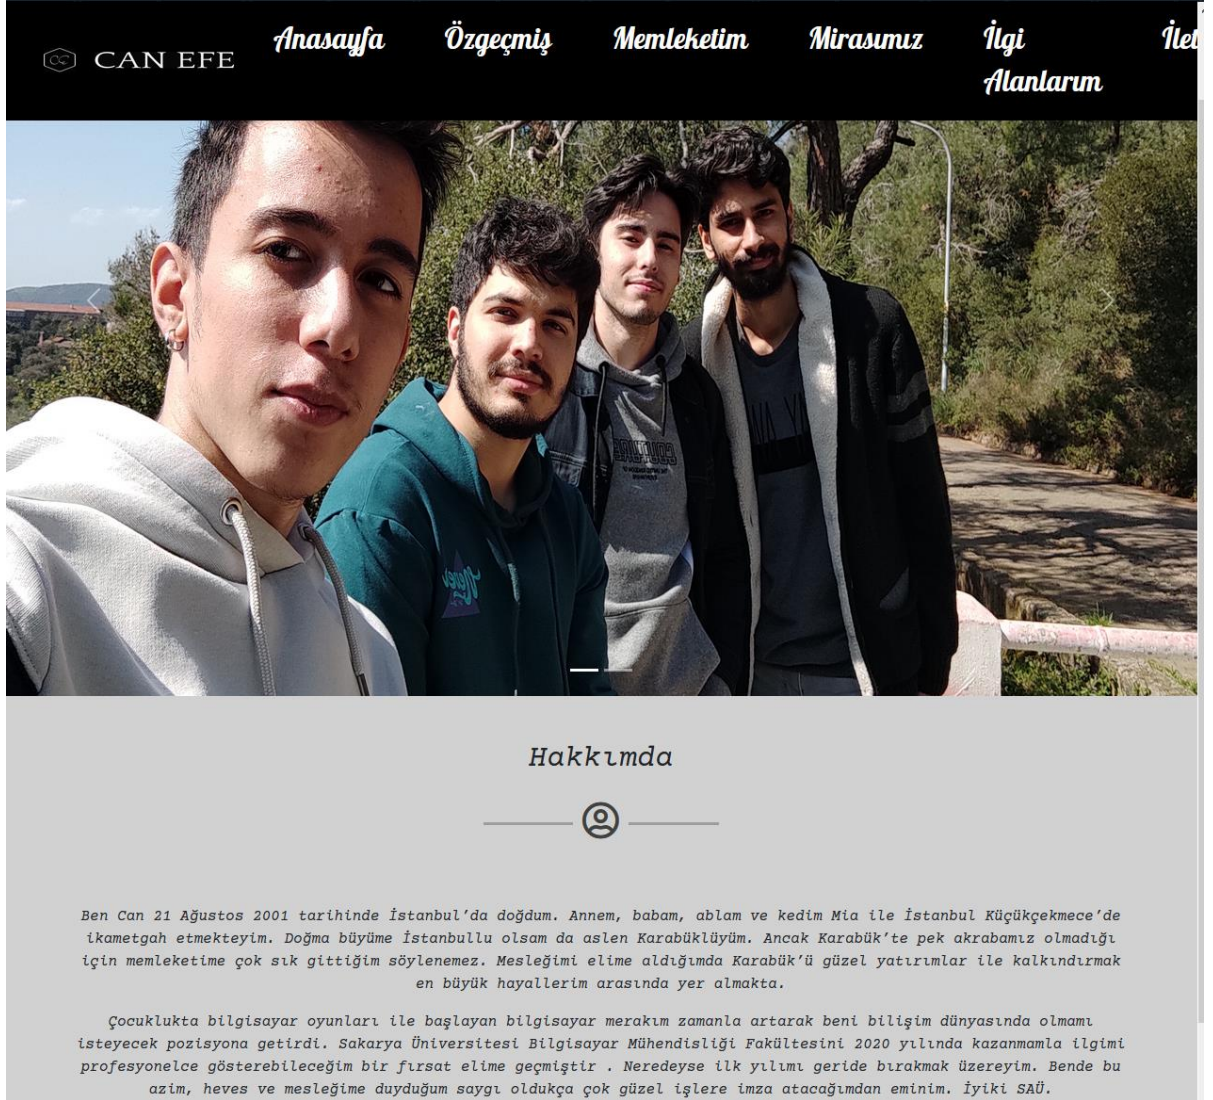 CAN EFE
Anasayfa
Özgeçmiş
Memleketim
Mirasımız
İlgi
Alanlarım
Hakkımda
Ben Can 21 Ağustos 2001 tarihinde İstanbul'da doğdum. Annem, babam, ablam ve kedim Mia ile İstanbul Küçükçekmece'de
ikametgah etmekteyim. Doğma büyüme İstanbullu olsam da aslen Karabüklüyüm. Ancak Karabük'te pek akrabamız olmadığı
için memleketime çok sık gittiğim söylenemez. Mesleğimi elime aldığımda Karabük'ü güzel yatırımlar ile kalkındırmak
en büyük hayallerim arasında yer almakta.
Çocuklukta bilgisayar oyunları ile başlayan bilgisayar merakım zamanla artarak beni bilişim dünyasında olmamı
isteyecek pozisyona getirdi. Sakarya Üniversitesi Bilgisayar Mühendisliği Fakültesini 2020 yılında kazanmamla ilgimi
profesyonelce gösterebileceğim bir fırsat elime geçmiştir . Neredeyse ilk yılımı geride bırakmak üzereyim. Bende bu
azim, heves ve mesleğime duyduğum saygı oldukça çok güzel işlere imza atacağımdan eminim. İyiki SAÜ.